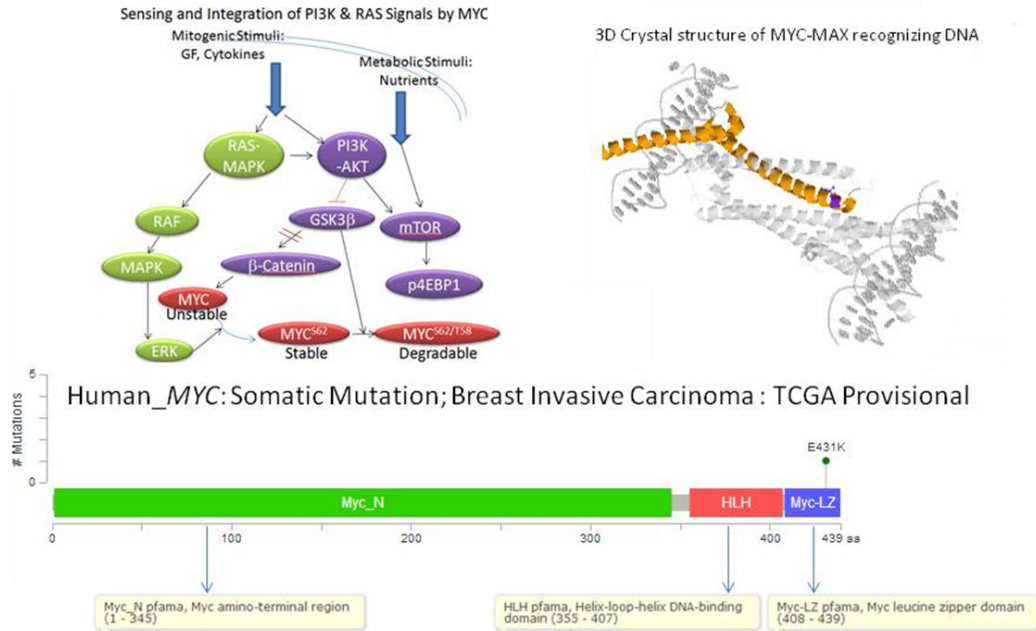 Sensing and Integration of PI3K & RAS Signals by MYC
Mitogenic Stimuli:
GF, Cytokines
Metabolic Stimuli:
Nutrients
RAS-
MAPK
PI3K
-AKT
RAF
GSK3β
mTOR
MAPK
β-Catenin
p4EBP1
MYC
Unstable
ERK
MYCS62
Stable
MYCS62/T58
Degradable
3D Crystal structure of MYC-MAX recognizing DNA
Human_MYC: Somatic Mutation; Breast Invasive Carcinoma : TCGA Provisional
# Mutations
5
0
E431K
Myc_N
HLH
Myc-LZ
0
100
200
300
400
439 aa
Myc_N pfama, Myc amino-terminal region
(1 - 345)
HLH pfama, Helix-loop-helix DNA-binding
domain (355 - 407)
Myc-LZ pfama, Myc leucine zipper domain
(408 - 439)